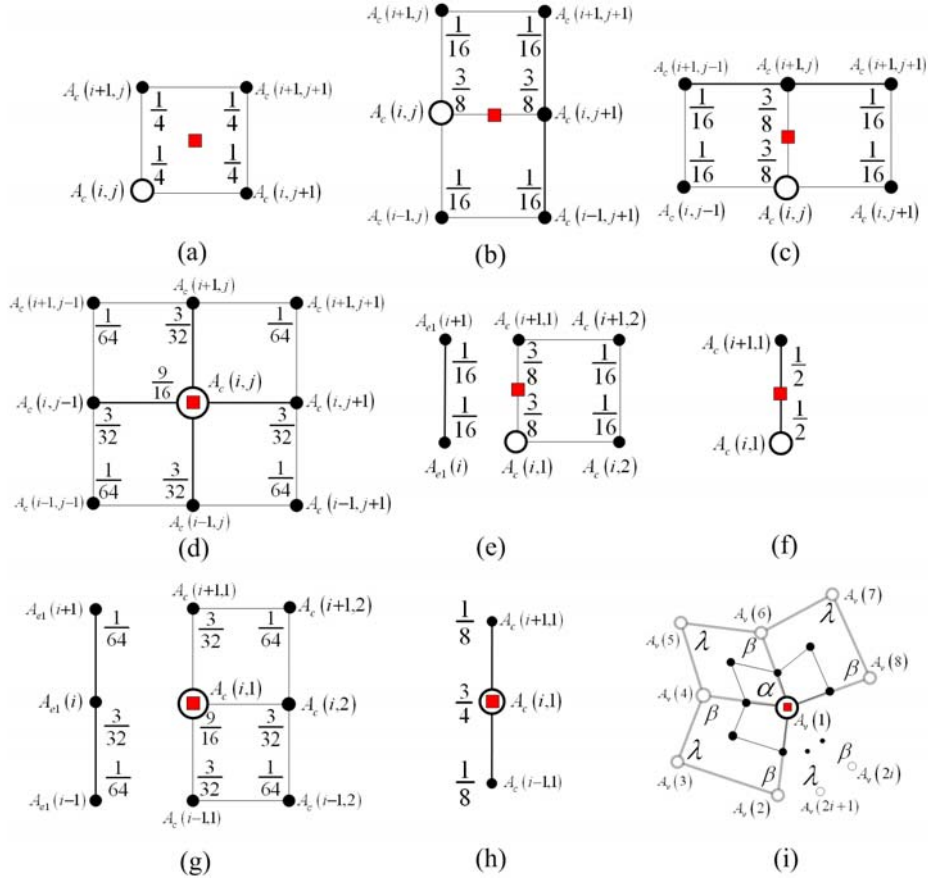 A_c(i+1,j) A_c(i+1,j+1)
1/4 1/4
1/4 1/4
A_c(i,j) A_c(i,j+1)
(a)
A_c(i+1,j) A_c(i+1,j+1)
1/16 1/16
3/8 3/8
A_c(i,j) A_c(i,j+1)
1/16 1/16
A_c(i-1,j) A_c(i-1,j+1)
(b)
A_c(i+1,j-1) A_c(i+1,j) A_c(i+1,j+1)
1/16 3/8 1/16
1/16 3/8 1/16
A_c(i,j-1) A_c(i,j) A_c(i,j+1)
(c)
A_c(i+1,j-1) A_c(i+1,j) A_c(i+1,j+1)
1/64 3/32 1/64
9/16 A_c(i,j)
A_c(i,j-1) A_c(i,j+1)
3/32 3/32
1/64 3/32 1/64
A_c(i-1,j-1) A_c(i-1,j) A_c(i-1,j+1)
(d)
A_e1(i+1) A_c(i+1,1) A_c(i+1,2)
1/16 3/8 1/16
1/16 3/8 1/16
A_e1(i) A_c(i,1) A_c(i,2)
(e)
A_c(i+1,1)
1/2
1/2
A_c(i,1)
(f)
A_e1(i+1) A_c(i+1,1) A_c(i+1,2)
1/64 3/32 1/64
A_e1(i) A_c(i,1) A_c(i,2)
3/32 9/16 3/32
1/64 3/32 1/64
A_e1(i-1) A_c(i-1,1) A_c(i-1,2)
(g)
1/8 A_c(i+1,1)
3/4 A_c(i,1)
1/8 A_c(i-1,1)
(h)
A_v(7)
A_v(6) λ
A_v(5) λ β
β A_v(8)
A_v(4) α
β A_v(1)
λ β
A_v(3) β A_v(2i)
A_v(2) λ
A_v(2i+1)
(i)